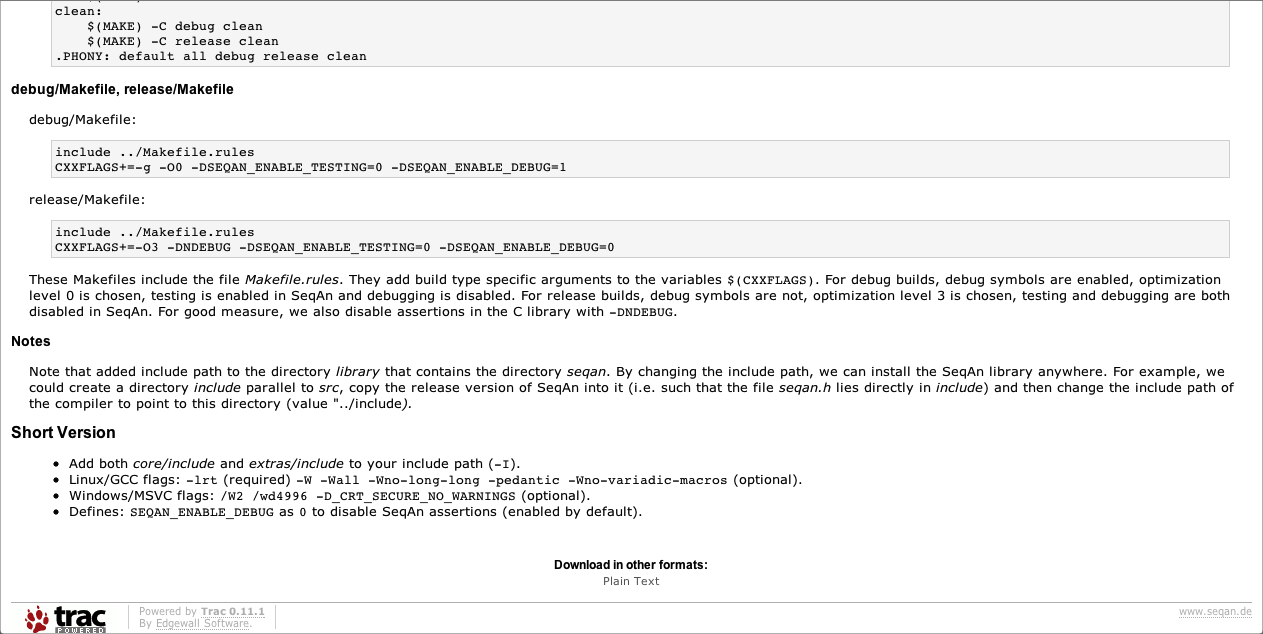 clean:
    $(MAKE) -C debug clean
    $(MAKE) -C release clean
.PHONY: default all debug release clean
debug/Makefile, release/Makefile
debug/Makefile:
include ../Makefile.rules
CXXFLAGS+=-g -O0 -DSEQAN_ENABLE_TESTING=0 -DSEQAN_ENABLE_DEBUG=1
release/Makefile:
include ../Makefile.rules
CXXFLAGS+=-O3 -DNDEBUG -DSEQAN_ENABLE_TESTING=0 -DSEQAN_ENABLE_DEBUG=0
These Makefiles include the file Makefile.rules. They add build type specific arguments to the variables $(CXXFLAGS). For debug builds, debug symbols are enabled, optimization
level 0 is chosen, testing is enabled in SeqAn and debugging is disabled. For release builds, debug symbols are not, optimization level 3 is chosen, testing and debugging are both
disabled in SeqAn. For good measure, we also disable assertions in the C library with -DNDEBUG.
Notes
Note that added include path to the directory library that contains the directory seqan. By changing the include path, we can install the SeqAn library anywhere. For example, we
could create a directory include parallel to src, copy the release version of SeqAn into it (i.e. such that the file seqan.h lies directly in include) and then change the include path of
the compiler to point to this directory (value "../include).
Short Version
• Add both core/include and extras/include to your include path (-I).
• Linux/GCC flags: -lrt (required) -W -Wall -Wno-long-long -pedantic -Wno-variadic-macros (optional).
• Windows/MSVC flags: /W2 /wd4996 -D_CRT_SECURE_NO_WARNINGS (optional).
• Defines: SEQAN_ENABLE_DEBUG as 0 to disable SeqAn assertions (enabled by default).
Download in other formats:
Plain Text
trac
POWERED
Powered by Trac 0.11.1
By Edgewall Software.
www.seqan.de